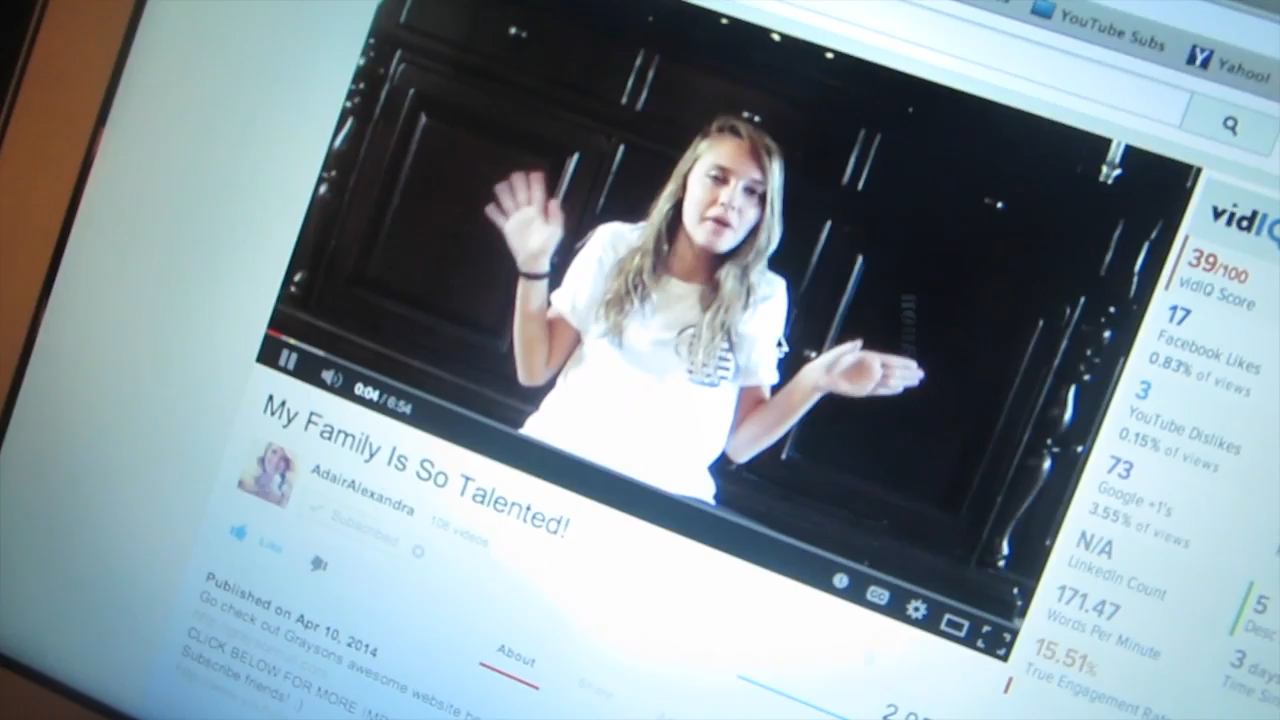 YouTube Subs
Yahoo!
vidIQ
39/100
vidIQ Score
17
Facebook Likes
0.83% of views
3
YouTube Dislikes
0.15% of views
73
Google +1's
3.55% of views
N/A
LinkedIn Count
171.47
Words Per Minute
15.51%
True Engagement
0:04 / 6:54
CC
My Family Is So Talented!
AdairAlexandra
106 videos
Subscribed
Like
Published on Apr 10, 2014
Go check out Graysons awesome website
CLICK BELOW FOR MORE
Subscribe friends! :)
About
Share
5
3 days